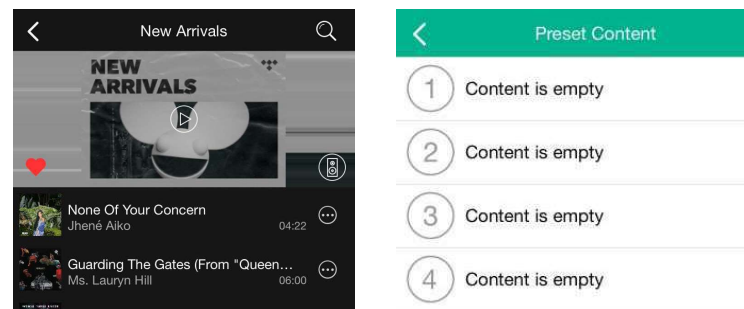 New Arrivals
NEW
ARRIVALS
None Of Your Concern
Jhené Aiko
04:22
Guarding The Gates (From "Queen...
Ms. Lauryn Hill
06:00
Preset Content
1 Content is empty
2 Content is empty
3 Content is empty
4 Content is empty